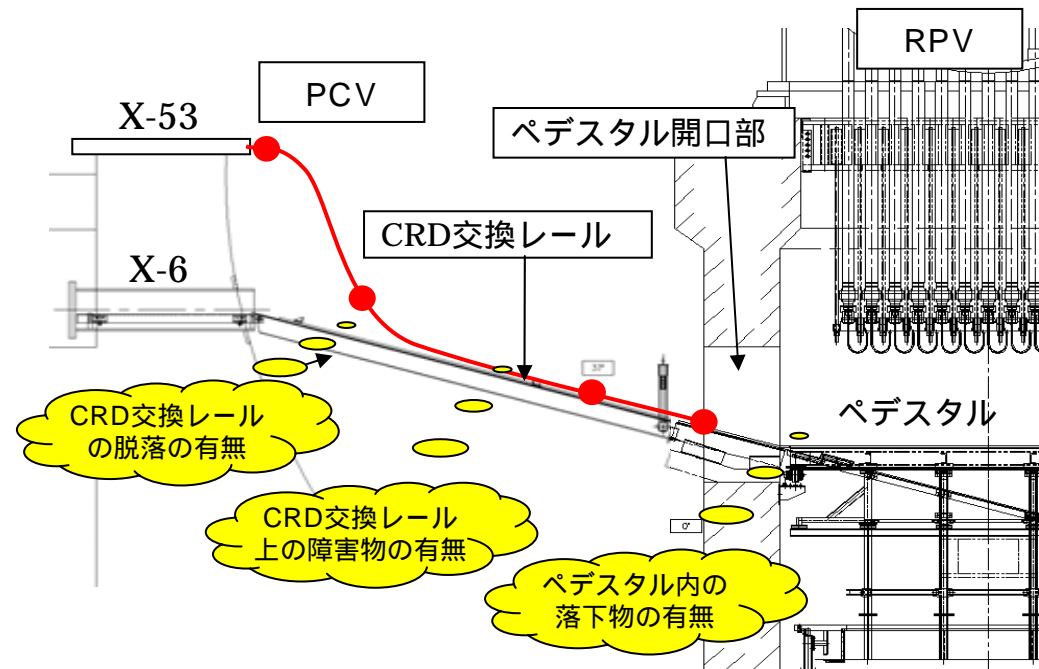 RPV
PCV
X-53
ペデスタル開口部
CRD交換レール
X-6
37°
ペデスタル
CRD交換レール
の脱落の有無
CRD交換レール
上の障害物の有無
0°
ペデスタル内の
落下物の有無